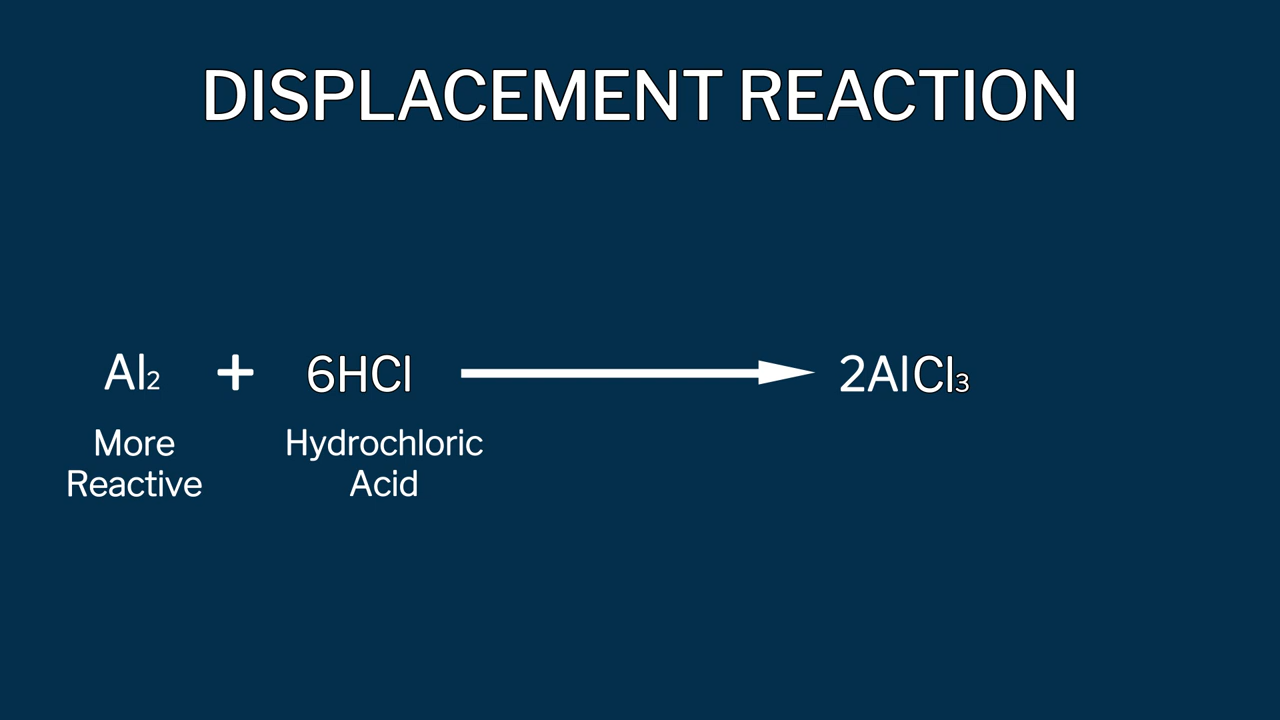 DISPLACEMENT REACTION
Al₂ + 6HCl 2AlCl₃
More Reactive
Hydrochloric Acid